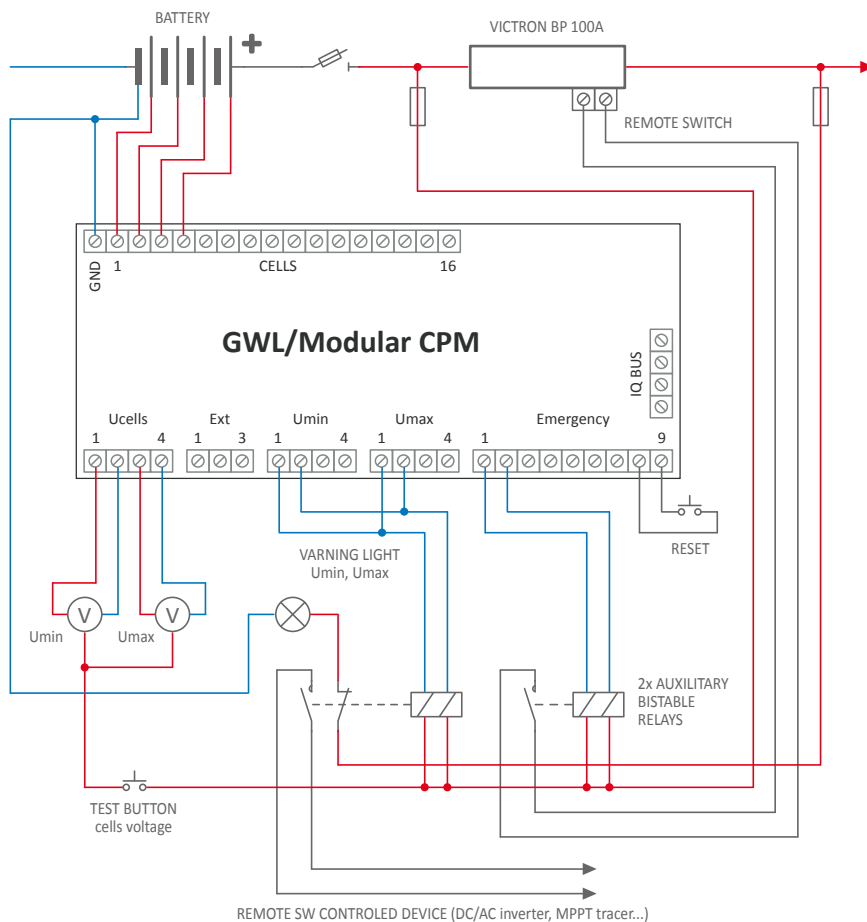 BATTERY
VICTRON BP 100A
+
REMOTE SWITCH
GND
1
CELLS
16
GWL/Modular CPM
IQ BUS
Ucells
Ext
Umin
Umax
Emergency
1
4
1
3
1
4
1
4
1
9
VARNING LIGHT
Umin, Umax
RESET
V
V
Umin
Umax
2x AUXILITARY
BISTABLE
RELAYS
TEST BUTTON
cells voltage
REMOTE SW CONTROLED DEVICE (DC/AC inverter, MPPT tracer...)